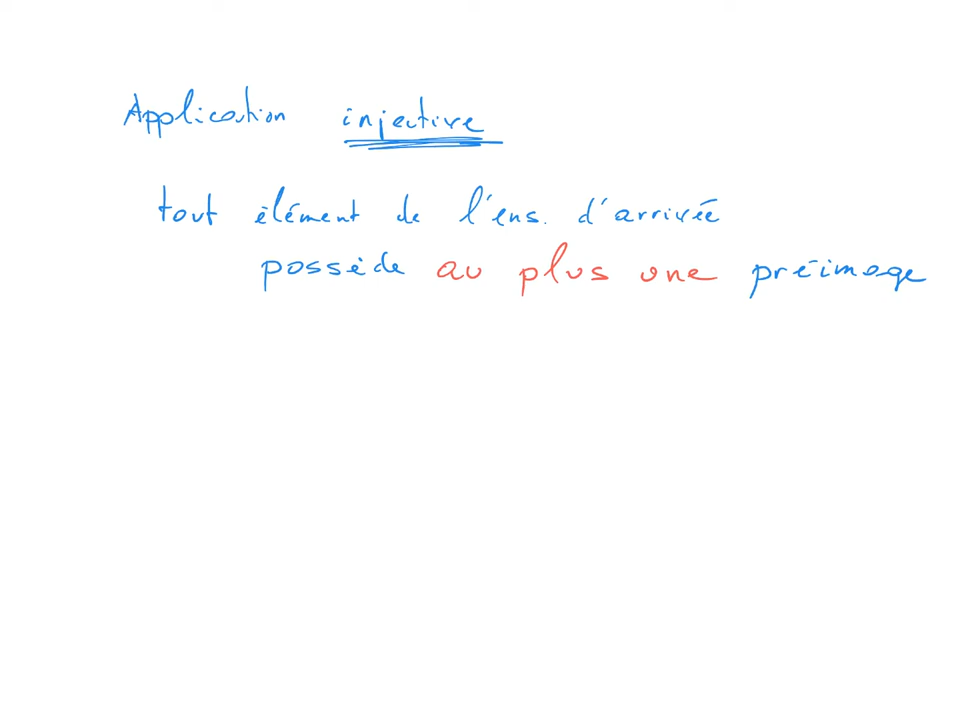 Application injective
tout élément de l'ens. d'arrivée
possède au plus une préimage